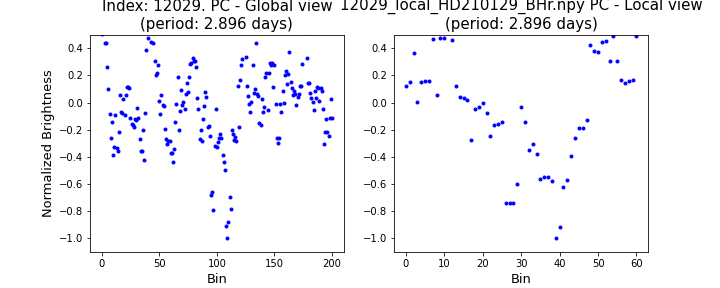 Index: 12029. PC - Global view
(period: 2.896 days)
12029_local_HD210129_BHr.npy PC - Local view
(period: 2.896 days)
Normalized Brightness
0.4
0.2
0.0
−0.2
−0.4
−0.6
−0.8
−1.0
0 50 100 150 200
Bin
0.4
0.2
0.0
−0.2
−0.4
−0.6
−0.8
−1.0
0 10 20 30 40 50 60
Bin